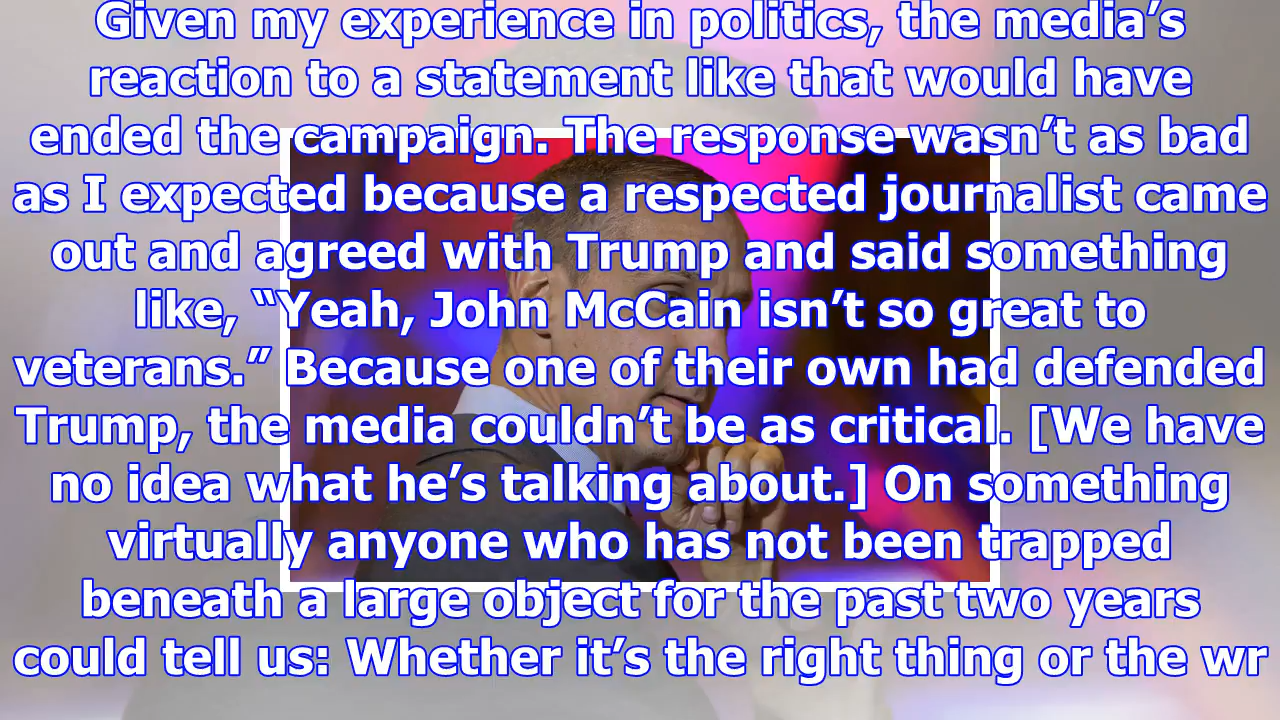 Given my experience in politics, the media’s
reaction to a statement like that would have
ended the campaign. The response wasn’t as bad
as I expected because a respected journalist came
out and agreed with Trump and said something
like, “Yeah, John McCain isn’t so great to
veterans.” Because one of their own had defended
Trump, the media couldn’t be as critical. [We have
no idea what he’s talking about.] On something
virtually anyone who has not been trapped
beneath a large object for the past two years
could tell us: Whether it’s the right thing or the wr